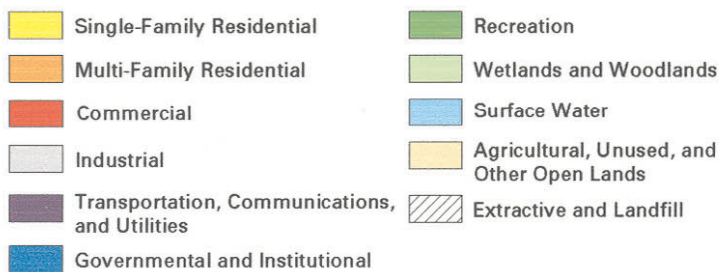 Single-Family Residential
Multi-Family Residential
Commercial
Industrial
Transportation, Communications,
and Utilities
Governmental and Institutional
Recreation
Wetlands and Woodlands
Surface Water
Agricultural, Unused, and
Other Open Lands
Extractive and Landfill